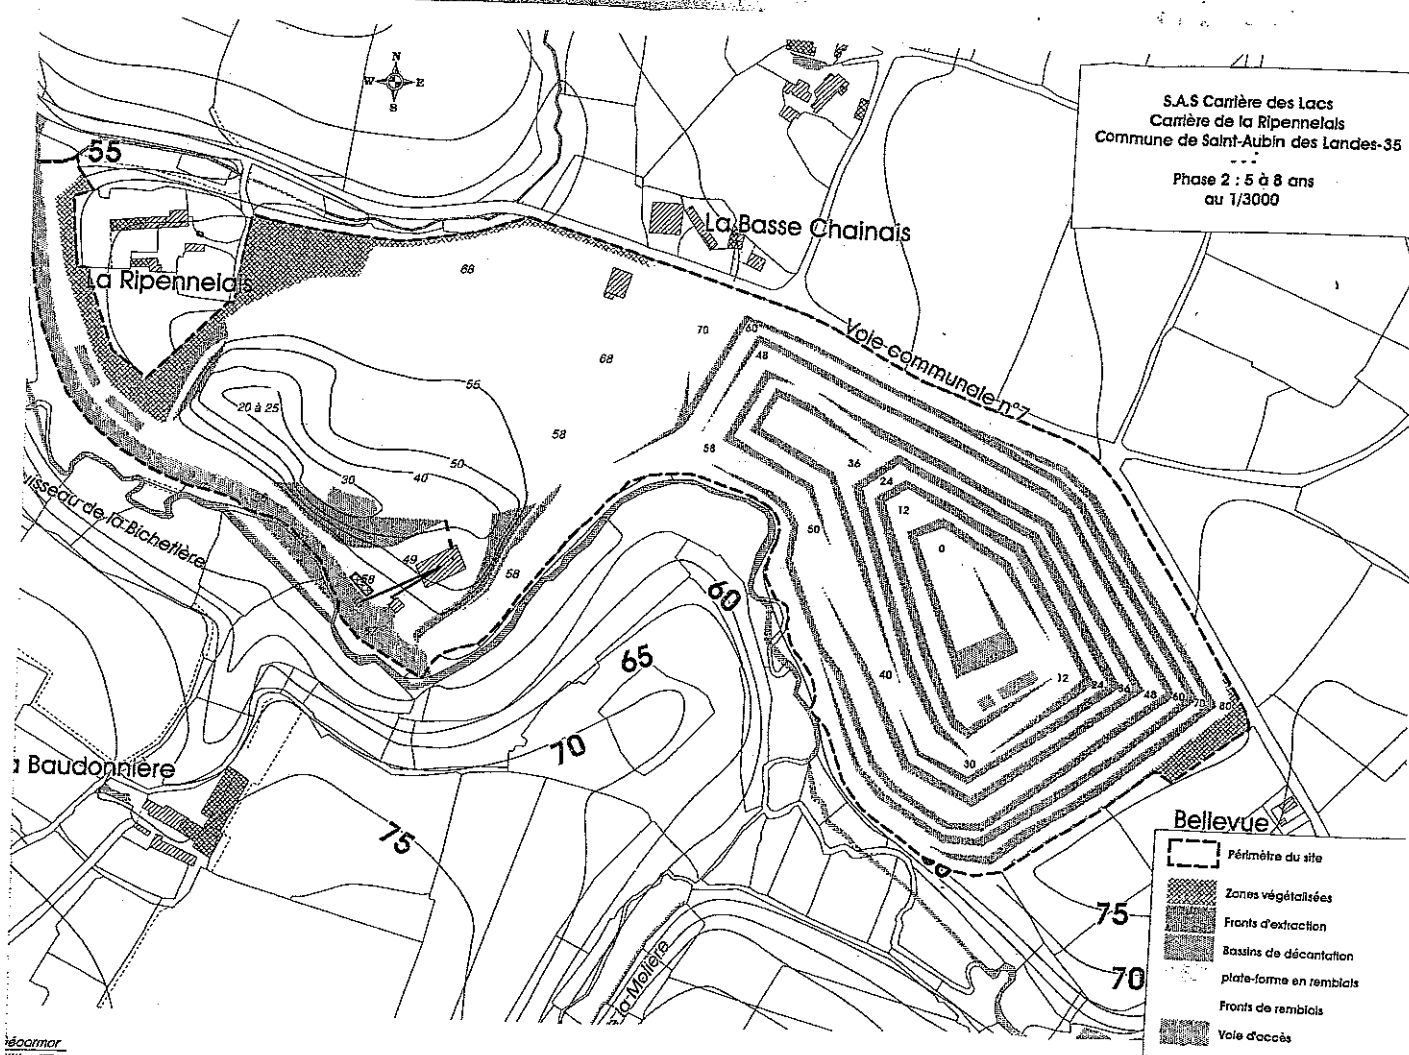 N
W
E
S
S.A.S Carrière des Lacs
Carrière de la Ripennelais
Commune de Saint-Aubin des Landes-35
Phase 2 : 5 à 8 ans
au 1/3000
55
La Basse Chainais
La Ripennelais
68
70
60
48
68
Voie communale n°7
55
20 à 25
58
58
50
40
30
36
24
12
50
0
Ruisseau de la Bichetière
49
58
58
60
65
40
12
24
36
48
60
70
80
70
30
a Baudonnière
75
Bellevue
Périmètre du site
Zones végétalisées
Fronts d'extraction
Bassins de décantation
plate-forme en remblais
Fronts de remblais
Voie d'accès
75
70
La Molière
géoarmor